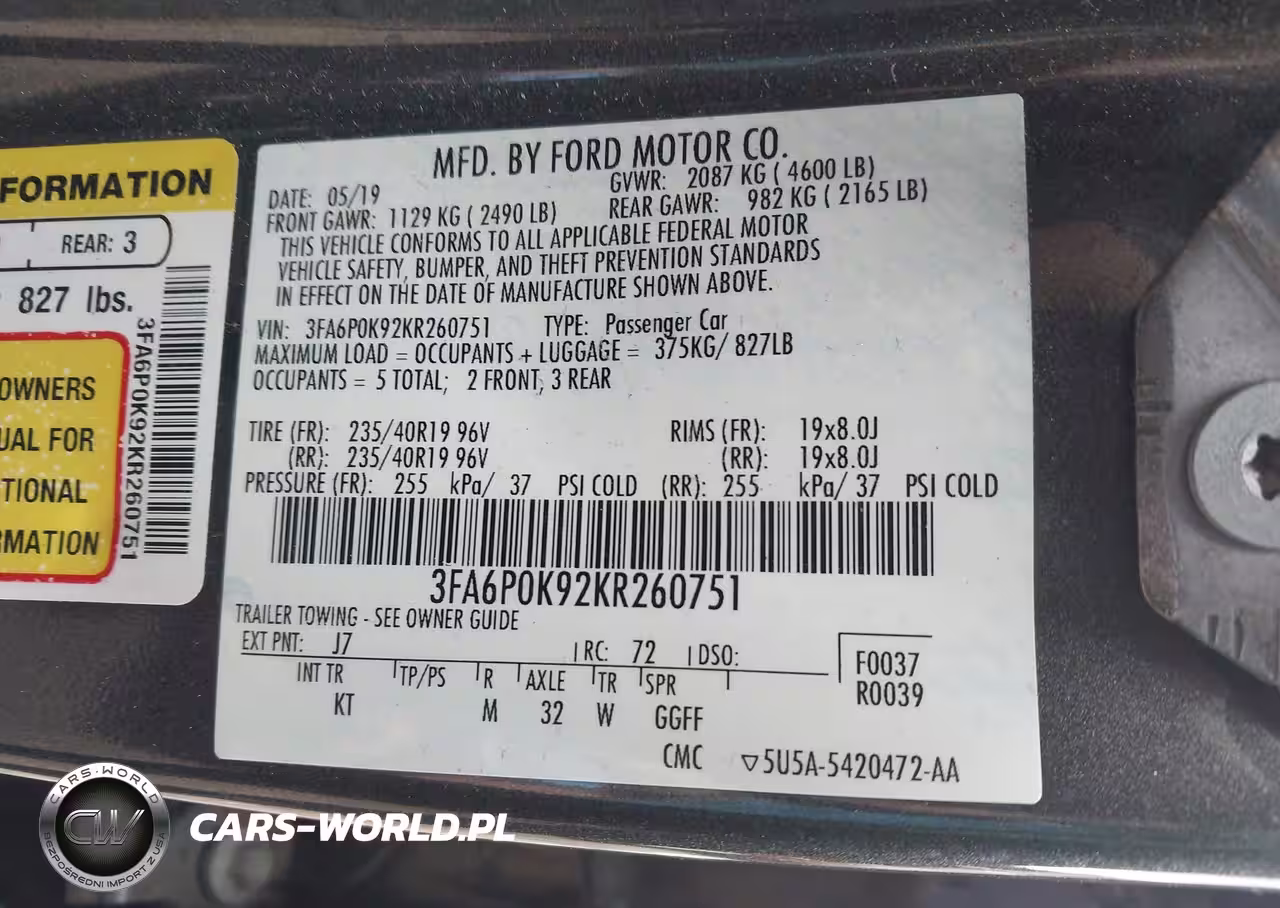 FORMATION
REAR: 3
827 lbs.
OWNERS
UAL FOR
TIONAL
RMATION
3FA6P0K92KR260751
MFD. BY FORD MOTOR CO.
DATE: 05/19
GVWR: 2087 KG ( 4600 LB)
FRONT GAWR: 1129 KG ( 2490 LB)
REAR GAWR: 982 KG ( 2165 LB)
THIS VEHICLE CONFORMS TO ALL APPLICABLE FEDERAL MOTOR
VEHICLE SAFETY, BUMPER, AND THEFT PREVENTION STANDARDS
IN EFFECT ON THE DATE OF MANUFACTURE SHOWN ABOVE.
VIN: 3FA6P0K92KR260751 TYPE: Passenger Car
MAXIMUM LOAD = OCCUPANTS + LUGGAGE = 375KG/ 827LB
OCCUPANTS = 5 TOTAL; 2 FRONT, 3 REAR
TIRE (FR): 235/40R19 96V RIMS (FR): 19x8.0J
(RR): 235/40R19 96V (RR): 19x8.0J
PRESSURE (FR): 255 kPa/ 37 PSI COLD (RR): 255 kPa/ 37 PSI COLD
3FA6P0K92KR260751
TRAILER TOWING - SEE OWNER GUIDE
EXT PNT: J7 RC: 72 DSO:
F0037
R0039
INT TR TP/PS R AXLE TR SPR
KT M 32 W GGFF
CMC ▽5U5A-5420472-AA
CARS-WORLD
CW
BEZPOŚREDNI IMPORT Z USA
CARS-WORLD.PL